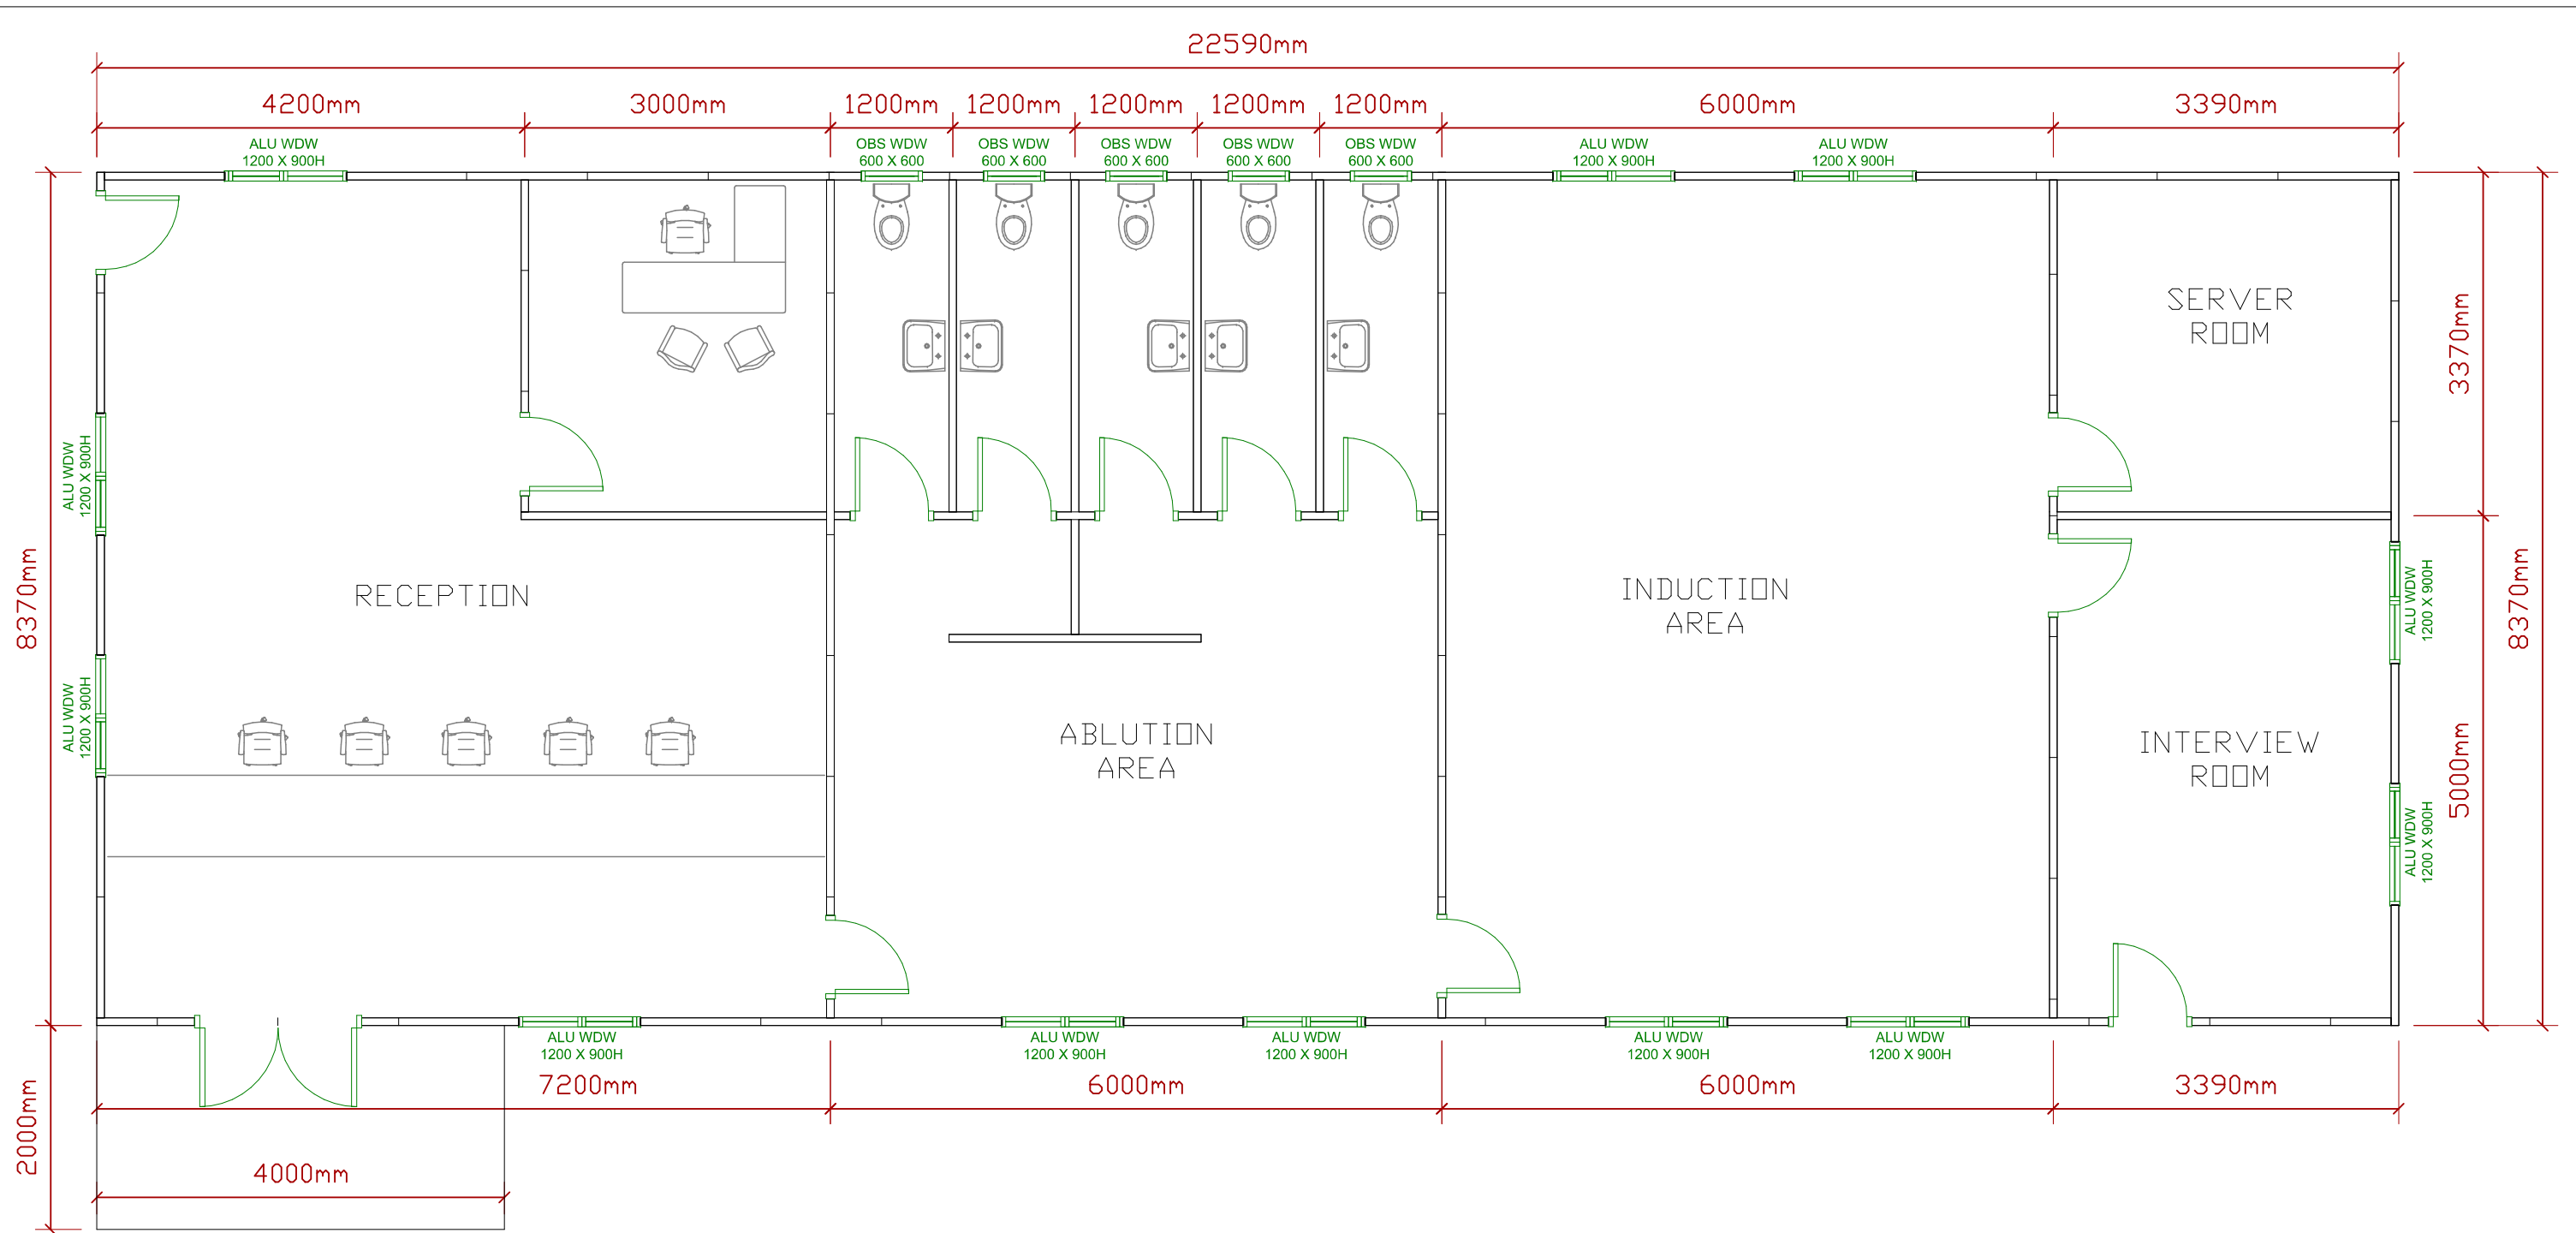 22590mm
4200mm
3000mm
1200mm
1200mm
1200mm
1200mm
1200mm
6000mm
3390mm
ALU WDW
1200 X 900H
OBS WDW
600 X 600
OBS WDW
600 X 600
OBS WDW
600 X 600
OBS WDW
600 X 600
OBS WDW
600 X 600
ALU WDW
1200 X 900H
ALU WDW
1200 X 900H
SERVER
ROOM
3370mm
ALU WDW
1200 X 900H
8370mm
RECEPTION
INDUCTION
AREA
ALU WDW
1200 X 900H
8370mm
ALU WDW
1200 X 900H
ABLUTION
AREA
INTERVIEW
ROOM
5000mm
ALU WDW
1200 X 900H
ALU WDW
1200 X 900H
ALU WDW
1200 X 900H
ALU WDW
1200 X 900H
ALU WDW
1200 X 900H
ALU WDW
1200 X 900H
7200mm
6000mm
6000mm
3390mm
2000mm
4000mm